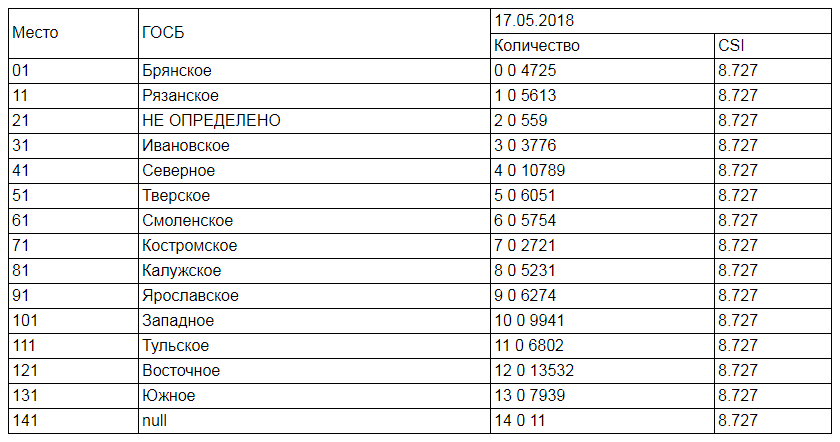 Место ГОСБ 17.05.2018
Количество CSI
01 Брянское 0 0 4725 8.727
11 Рязанское 1 0 5613 8.727
21 НЕ ОПРЕДЕЛЕНО 2 0 559 8.727
31 Ивановское 3 0 3776 8.727
41 Северное 4 0 10789 8.727
51 Тверское 5 0 6051 8.727
61 Смоленское 6 0 5754 8.727
71 Костромское 7 0 2721 8.727
81 Калужское 8 0 5231 8.727
91 Ярославское 9 0 6274 8.727
101 Западное 10 0 9941 8.727
111 Тульское 11 0 6802 8.727
121 Восточное 12 0 13532 8.727
131 Южное 13 0 7939 8.727
141 null 14 0 11 8.727